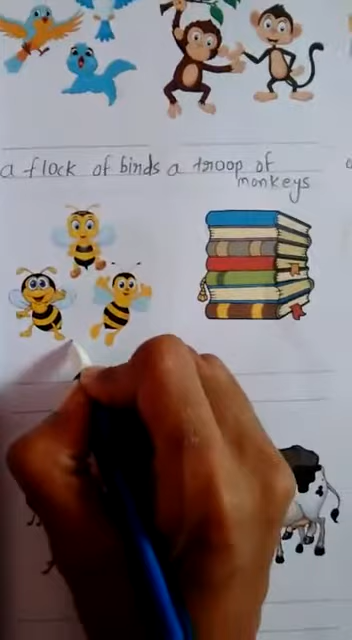 a flock of birds
a troop of
monkeys